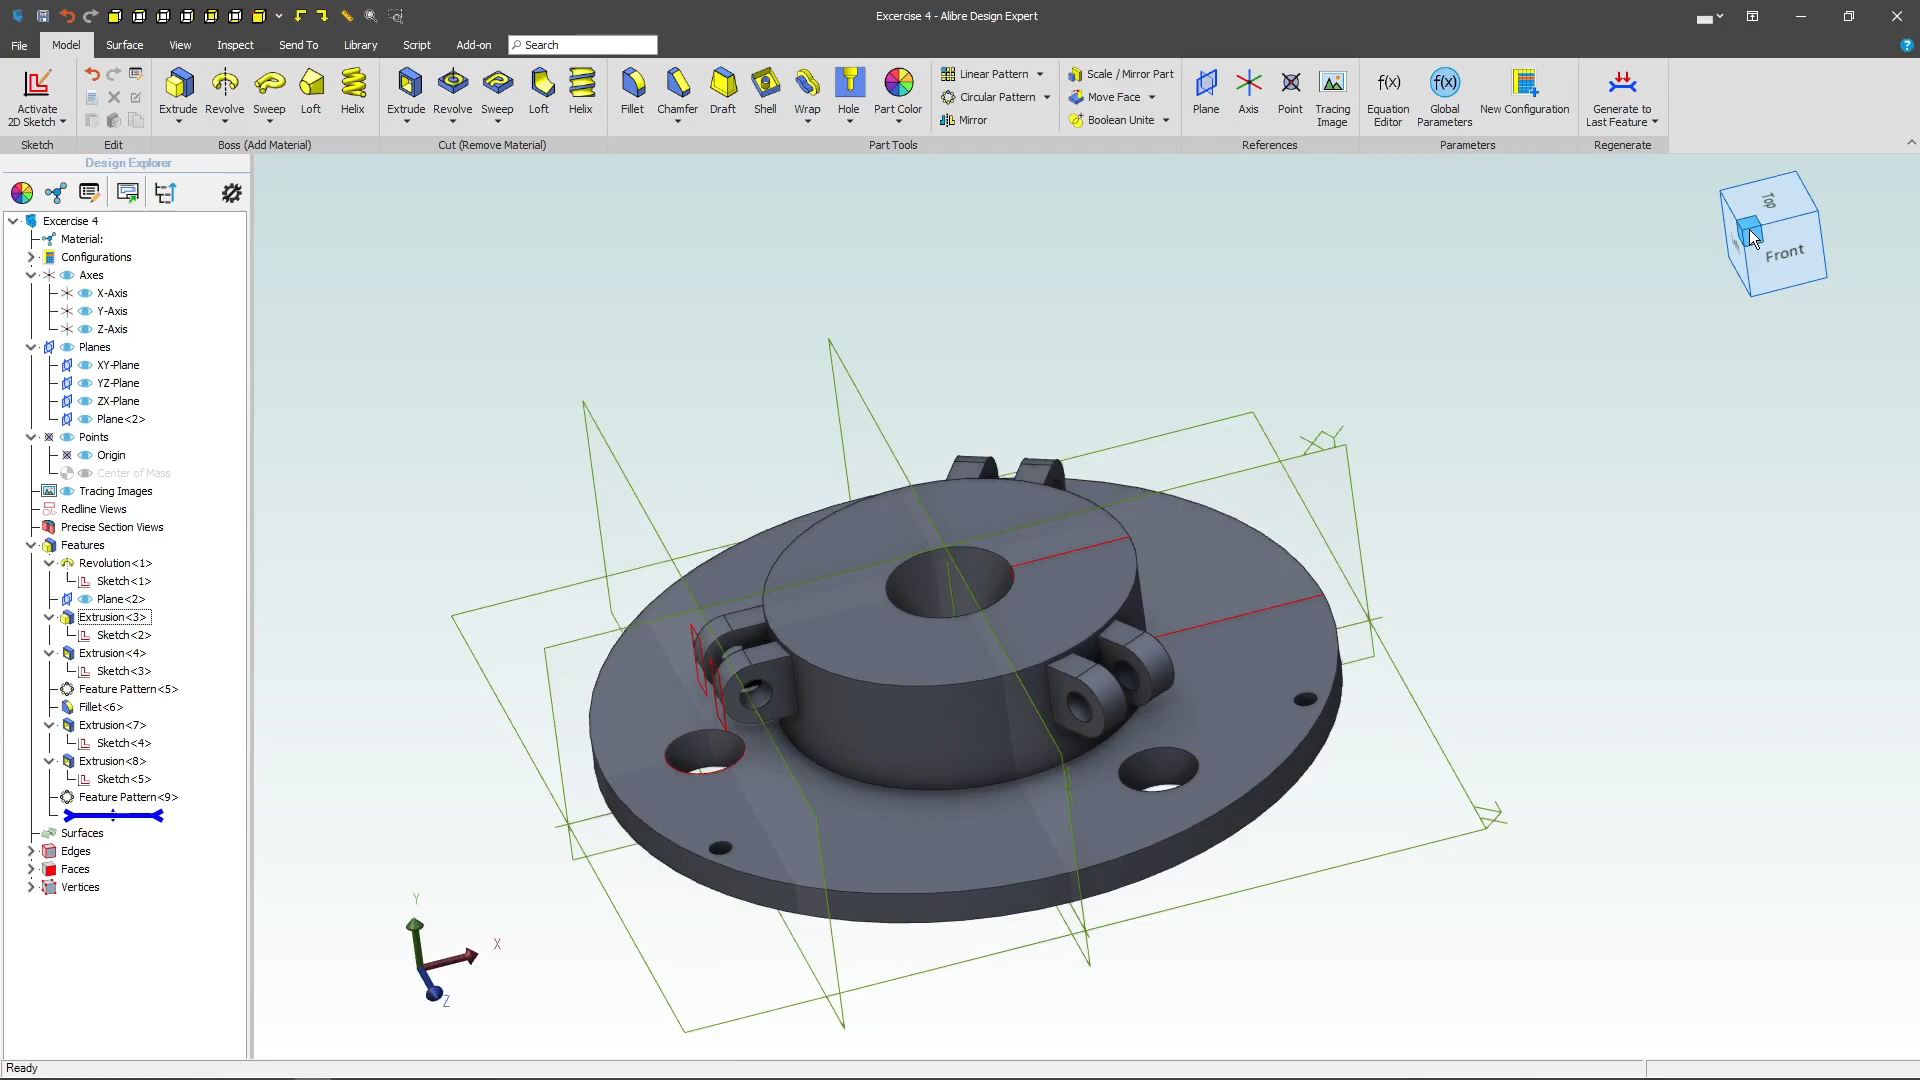 Excercise 4 - Alibre Design Expert
File Model Surface View Inspect Send To Library Script Add-on Search
Activate
2D Sketch
Sketch
Edit
Extrude Revolve Sweep Loft Helix
Boss (Add Material)
Extrude Revolve Sweep Loft Helix
Cut (Remove Material)
Fillet Chamfer Draft Shell Wrap Hole Part Color
Linear Pattern
Circular Pattern
Mirror
Scale / Mirror Part
Move Face
Boolean Unite
Part Tools
Plane Axis Point Tracing
Image
References
f(x) f(x)
Equation
Editor
Global
Parameters
New Configuration
Parameters
Generate to
Last Feature
Regenerate
?
Design Explorer
Excercise 4
Material:
Configurations
Axes
X-Axis
Y-Axis
Z-Axis
Planes
XY-Plane
YZ-Plane
ZX-Plane
Plane<2>
Points
Origin
Center of Mass
Tracing Images
Redline Views
Precise Section Views
Features
Revolution<1>
Sketch<1>
Plane<2>
Extrusion<3>
Sketch<2>
Extrusion<4>
Sketch<3>
Feature Pattern<5>
Fillet<6>
Extrusion<7>
Sketch<4>
Extrusion<8>
Sketch<5>
Feature Pattern<9>
Surfaces
Edges
Faces
Vertices
Top
Front
Y
X
Z
Ready